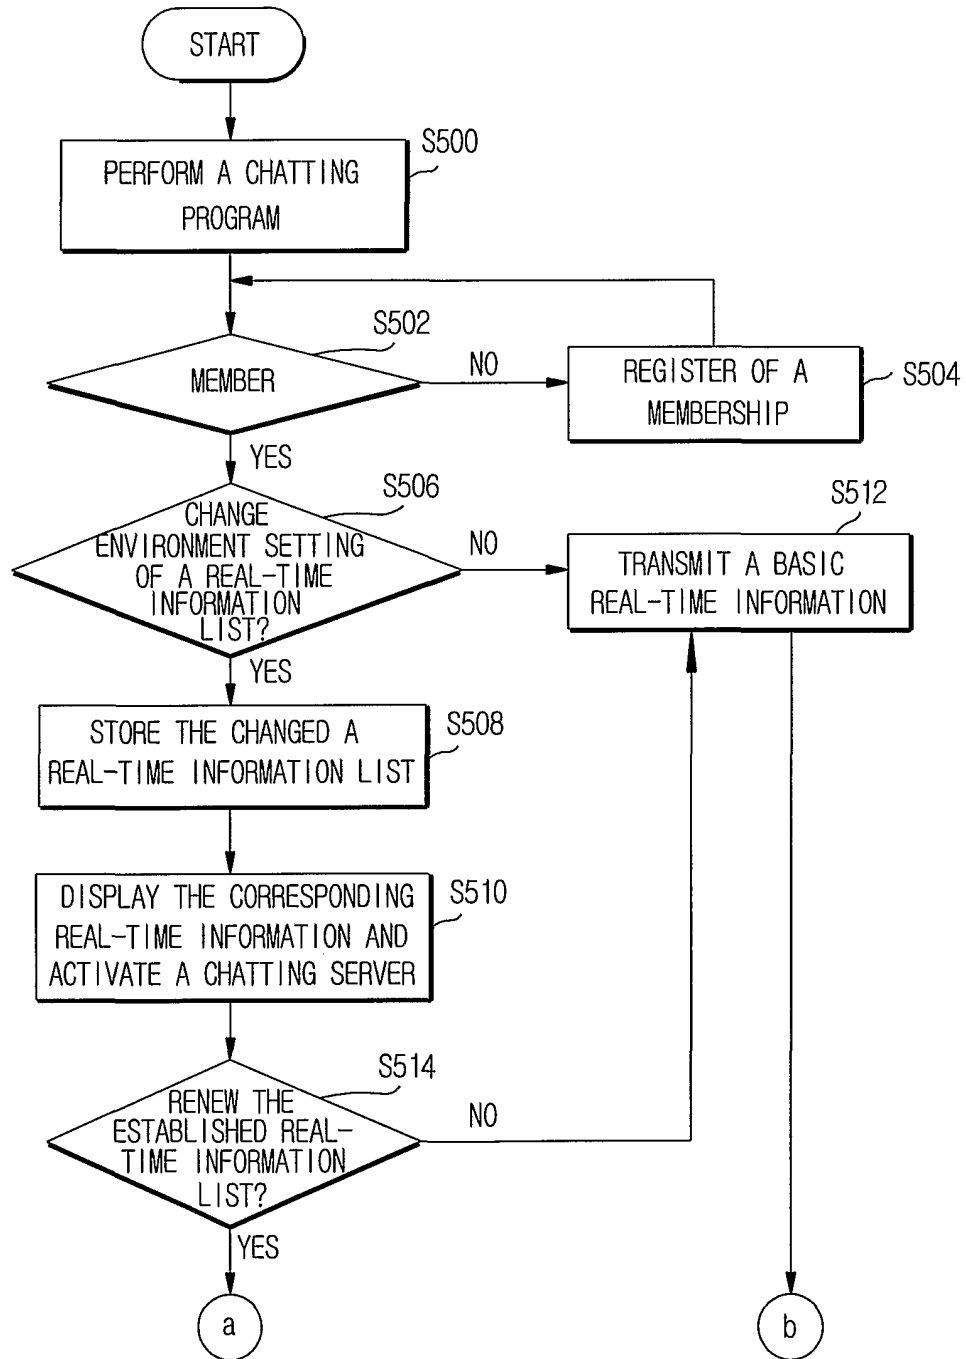 START
S500
PERFORM A CHATTING
PROGRAM
S502
MEMBER
NO
REGISTER OF A
MEMBERSHIP
S504
YES
S506
CHANGE
ENVIRONMENT SETTING
OF A REAL-TIME
INFORMATION
LIST?
NO
S512
TRANSMIT A BASIC
REAL-TIME INFORMATION
YES
STORE THE CHANGED A
REAL-TIME INFORMATION LIST
S508
DISPLAY THE CORRESPONDING
REAL-TIME INFORMATION AND
ACTIVATE A CHATTING SERVER
S510
S514
RENEW THE
ESTABLISHED REAL-
TIME INFORMATION
LIST?
NO
YES
a
b